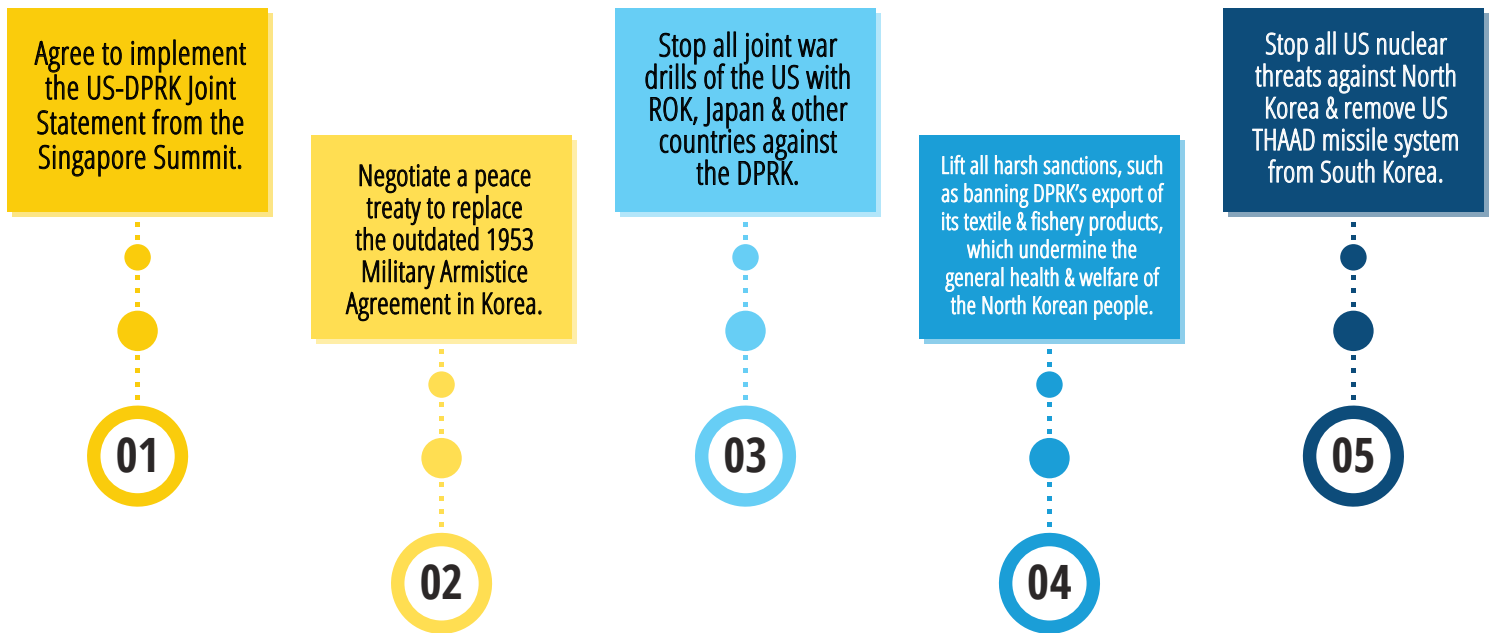 Agree to implement
the US-DPRK Joint
Statement from the
Singapore Summit.
01
Negotiate a peace
treaty to replace
the outdated 1953
Military Armistice
Agreement in Korea.
02
Stop all joint war
drills of the US with
ROK, Japan & other
countries against
the DPRK.
03
Lift all harsh sanctions, such
as banning DPRK’s export of
its textile & fishery products,
which undermine the
general health & welfare of
the North Korean people.
04
Stop all US nuclear
threats against North
Korea & remove US
THAAD missile system
from South Korea.
05